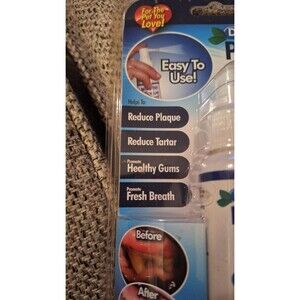 For The
Pet You
Love!
Easy To
Use!
Helps To
Reduce Plaque
Reduce Tartar
Promote
Healthy Gums
Promote
Fresh Breath
Before
After